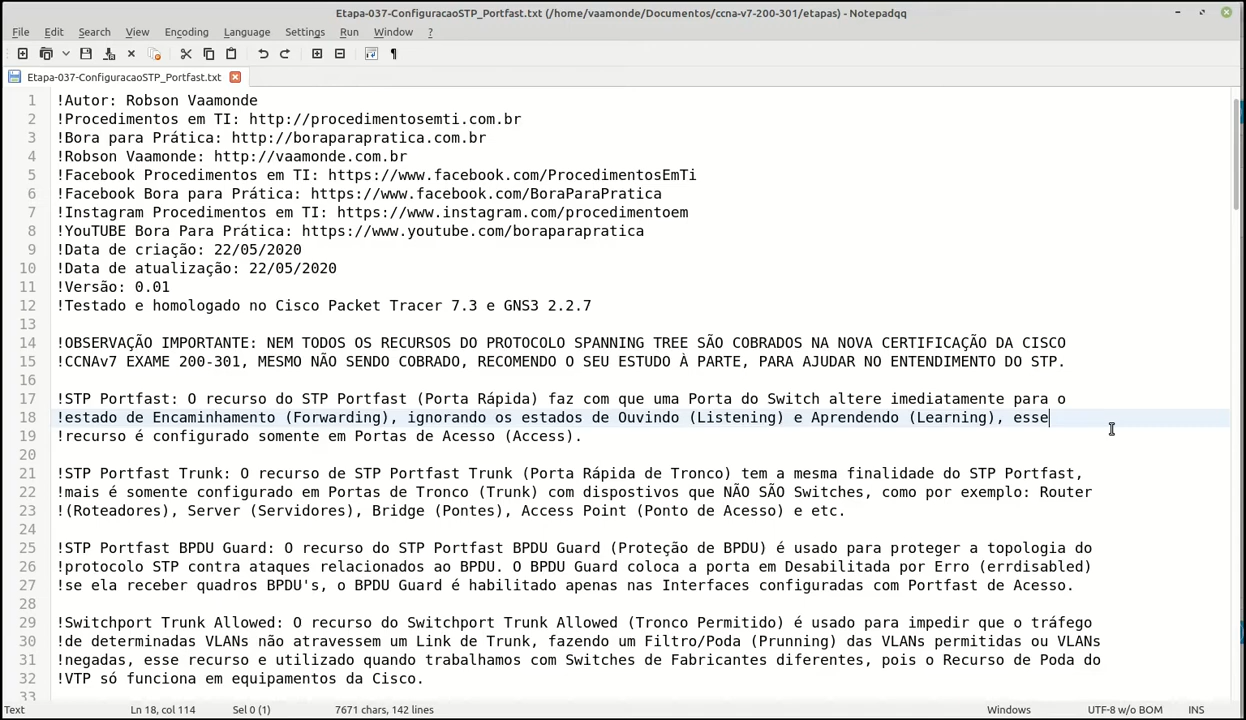 Etapa-037-ConfiguracaoSTP_Portfast.txt (/home/vaamonde/Documentos/ccna-v7-200-301/etapas) - Notepadqq
File Edit Search View Encoding Language Settings Run Window ?
Etapa-037-ConfiguracaoSTP_Portfast.txt
1 !Autor: Robson Vaamonde
2 !Procedimentos em TI: http://procedimentosemti.com.br
3 !Bora para Prática: http://boraparapratica.com.br
4 !Robson Vaamonde: http://vaamonde.com.br
5 !Facebook Procedimentos em TI: https://www.facebook.com/ProcedimentosEmTi
6 !Facebook Bora para Prática: https://www.facebook.com/BoraParaPratica
7 !Instagram Procedimentos em TI: https://www.instagram.com/procedimentoem
8 !YouTUBE Bora Para Prática: https://www.youtube.com/boraparapratica
9 !Data de criação: 22/05/2020
10 !Data de atualização: 22/05/2020
11 !Versão: 0.01
12 !Testado e homologado no Cisco Packet Tracer 7.3 e GNS3 2.2.7
13
14 !OBSERVAÇÃO IMPORTANTE: NEM TODOS OS RECURSOS DO PROTOCOLO SPANNING TREE SÃO COBRADOS NA NOVA CERTIFICAÇÃO DA CISCO
15 !CCNAv7 EXAME 200-301, MESMO NÃO SENDO COBRADO, RECOMENDO O SEU ESTUDO À PARTE, PARA AJUDAR NO ENTENDIMENTO DO STP.
16
17 !STP Portfast: O recurso do STP Portfast (Porta Rápida) faz com que uma Porta do Switch altere imediatamente para o
18 !estado de Encaminhamento (Forwarding), ignorando os estados de Ouvindo (Listening) e Aprendendo (Learning), esse
19 !recurso é configurado somente em Portas de Acesso (Access).
20
21 !STP Portfast Trunk: O recurso de STP Portfast Trunk (Porta Rápida de Tronco) tem a mesma finalidade do STP Portfast,
22 !mais é somente configurado em Portas de Tronco (Trunk) com dispostivos que NÃO SÃO Switches, como por exemplo: Router
23 !(Roteadores), Server (Servidores), Bridge (Pontes), Access Point (Ponto de Acesso) e etc.
24
25 !STP Portfast BPDU Guard: O recurso do STP Portfast BPDU Guard (Proteção de BPDU) é usado para proteger a topologia do
26 !protocolo STP contra ataques relacionados ao BPDU. O BPDU Guard coloca a porta em Desabilitada por Erro (errdisabled)
27 !se ela receber quadros BPDU's, o BPDU Guard é habilitado apenas nas Interfaces configuradas com Portfast de Acesso.
28
29 !Switchport Trunk Allowed: O recurso do Switchport Trunk Allowed (Tronco Permitido) é usado para impedir que o tráfego
30 !de determinadas VLANs não atravessem um Link de Trunk, fazendo um Filtro/Poda (Prunning) das VLANs permitidas ou VLANs
31 !negadas, esse recurso e utilizado quando trabalhamos com Switches de Fabricantes diferentes, pois o Recurso de Poda do
32 !VTP só funciona em equipamentos da Cisco.
33
Text Ln 18, col 114 Sel 0 (1) 7671 chars, 142 lines Windows UTF-8 w/o BOM INS